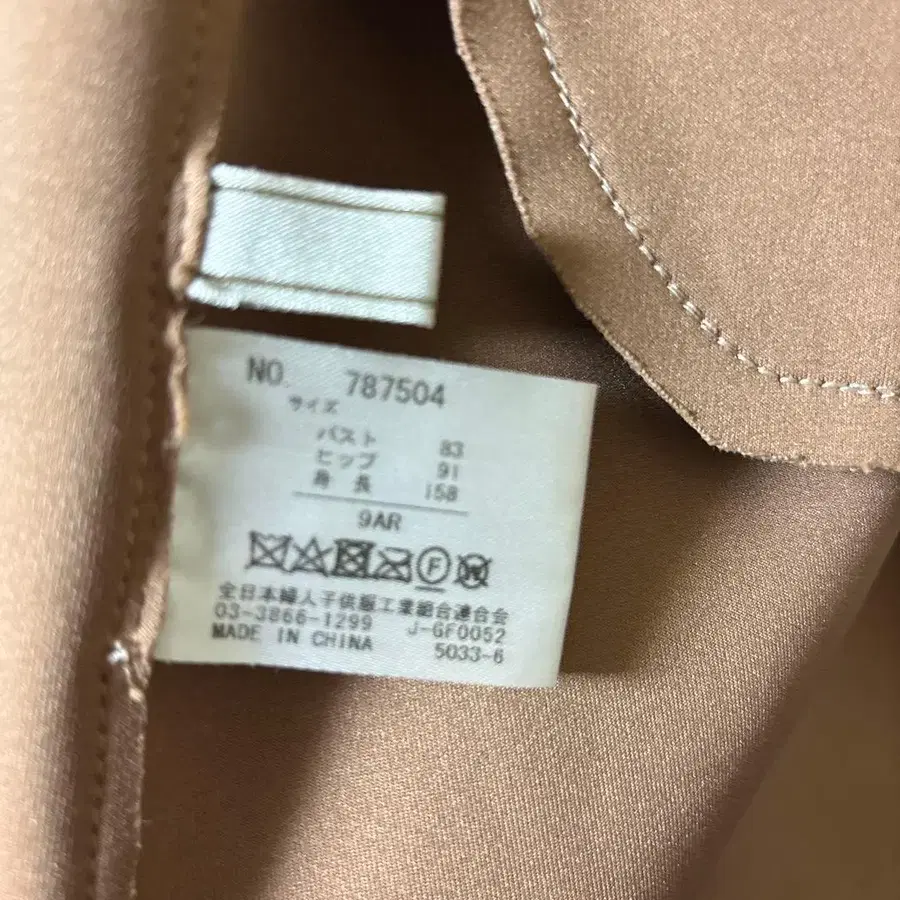 NO. 787504
サイズ
バスト 83
ヒップ 91
身長 158
9AR
F W
全日本婦人子供服工業組合連合会
03-3866-1299 J-GF0052
MADE IN CHINA 5033-6